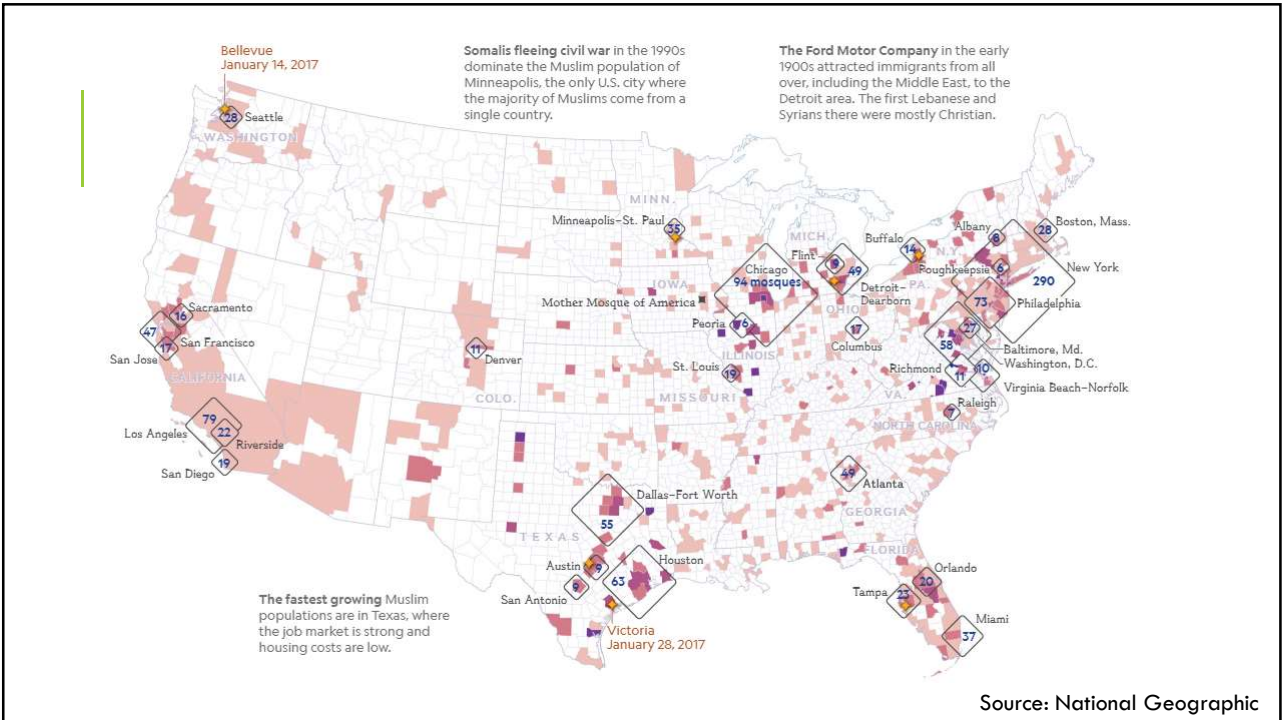 Bellevue
January 14, 2017
Somalis fleeing civil war in the 1990s
dominate the Muslim population of
Minneapolis, the only U.S. city where
the majority of Muslims come from a
single country.
The Ford Motor Company in the early
1900s attracted immigrants from all
over, including the Middle East, to the
Detroit area. The first Lebanese and
Syrians there were mostly Christian.
28 Seattle
WASHINGTON
MINN.
Minneapolis–St. Paul
35
MICH.
Buffalo
14
Albany
8
28
Boston, Mass.
Flint
9
49
N.Y.
Poughkeepsie
6
New York
290
Chicago
94 mosques
Detroit–
Dearborn
PA.
73
Philadelphia
IOWA
Mother Mosque of America
OHIO
Sacramento
16
47
San Francisco
17
San Jose
CALIFORNIA
Peoria
6
ILLINOIS
17
Columbus
27
58
Baltimore, Md.
Washington, D.C.
11
Denver
COLO.
St. Louis
19
MISSOURI
Richmond
11
10
Virginia Beach–Norfolk
VA.
Raleigh
7
NORTH CAROLINA
79
Los Angeles
22
Riverside
San Diego
19
49
Atlanta
GEORGIA
Dallas–Fort Worth
55
TEXAS
FLORIDA
Austin
9
63
Houston
9
San Antonio
Orlando
20
Tampa
23
Miami
37
The fastest growing Muslim
populations are in Texas, where
the job market is strong and
housing costs are low.
Victoria
January 28, 2017
Source: National Geographic